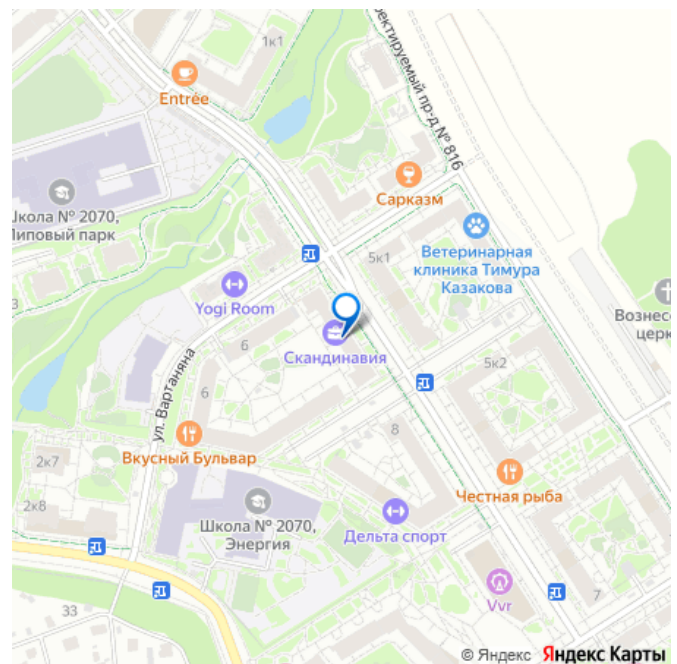 1к1
Entrée
ектируемый пр-д № 816
Сарказм
Школа № 2070,
Липовый парк
5к1
Ветеринарная
клиника Тимура
Казакова
3
Yogi Room
Вознесе
церк
6
Скандинавия
5к2
6
ул. Вартаняна
8
Вкусный Бульвар
2к7
Честная рыба
2к8
Школа № 2070,
Энергия
Дельта спорт
Vvr
7
33
© Яндекс Яндекс Карты